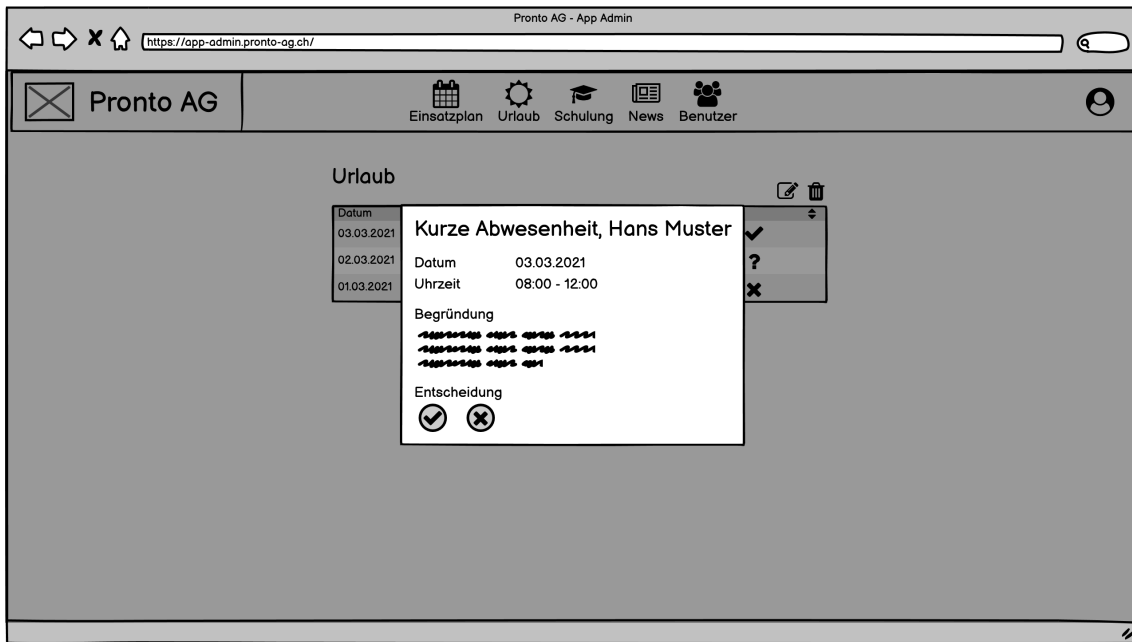 Pronto AG - App Admin
https://app-admin.pronto-ag.ch/
Pronto AG
Einsatzplan Urlaub Schulung News Benutzer
Urlaub
Datum
03.03.2021
02.03.2021
01.03.2021
Kurze Abwesenheit, Hans Muster
Datum 03.03.2021
Uhrzeit 08:00 - 12:00
Begründung
Entscheidung